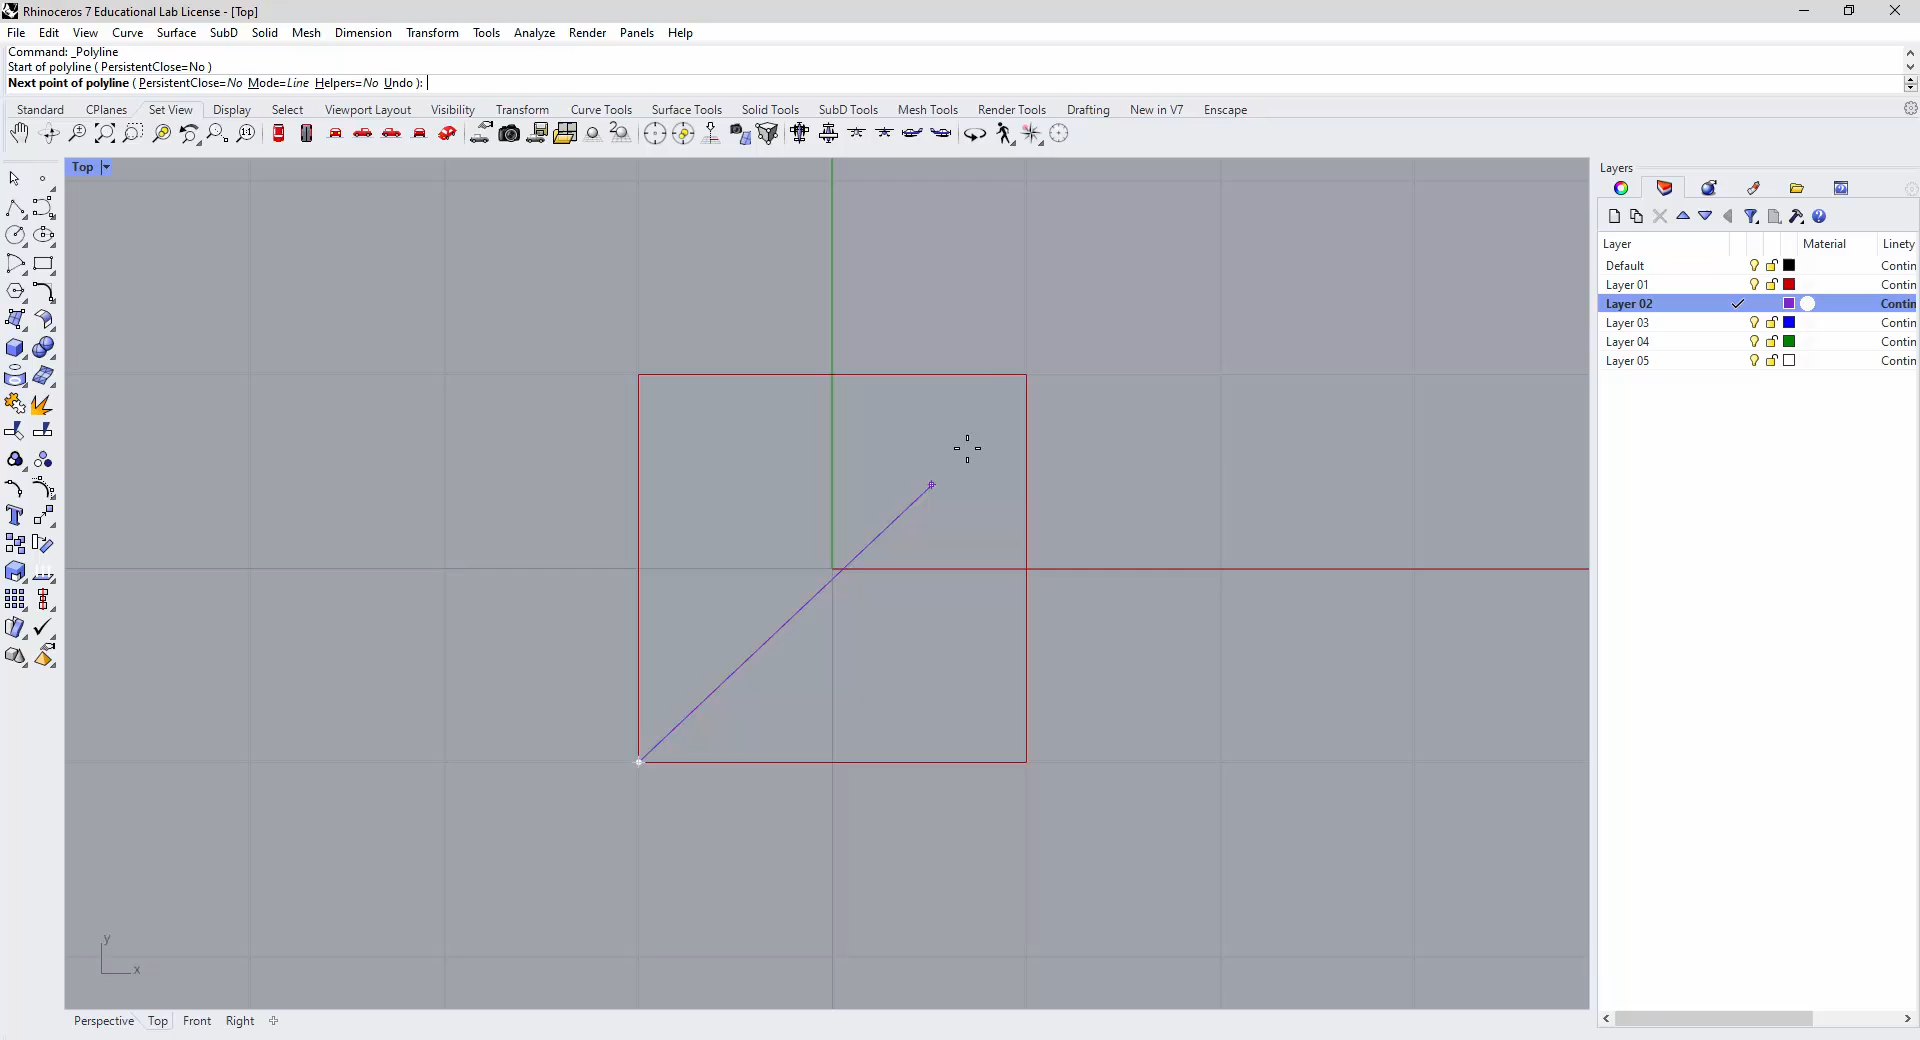 Rhinoceros 7 Educational Lab License - [Top]
File Edit View Curve Surface SubD Solid Mesh Dimension Transform Tools Analyze Render Panels Help
Command: _Polyline
Start of polyline ( PersistentClose=No )
Next point of polyline ( PersistentClose=No Mode=Line Helpers=No Undo ):
Standard CPlanes Set View Display Select Viewport Layout Visibility Transform Curve Tools Surface Tools Solid Tools SubD Tools Mesh Tools Render Tools Drafting New in V7 Enscape
Top
Layers
Layer Material Linety
Default Contin
Layer 01 Contin
Layer 02 Contin
Layer 03 Contin
Layer 04 Contin
Layer 05 Contin
y
x
Perspective Top Front Right